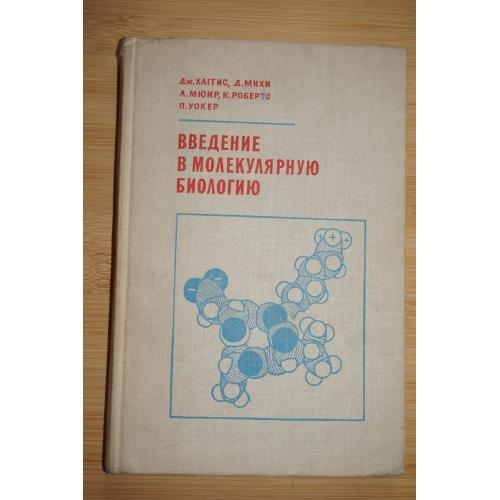 Дж. ХАГГИС, Д. МИХИ
А. МЮИР, К. РОБЕРТС
П. УОКЕР
ВВЕДЕНИЕ
В МОЛЕКУЛЯРНУЮ
БИОЛОГИЮ
+ + +
− −